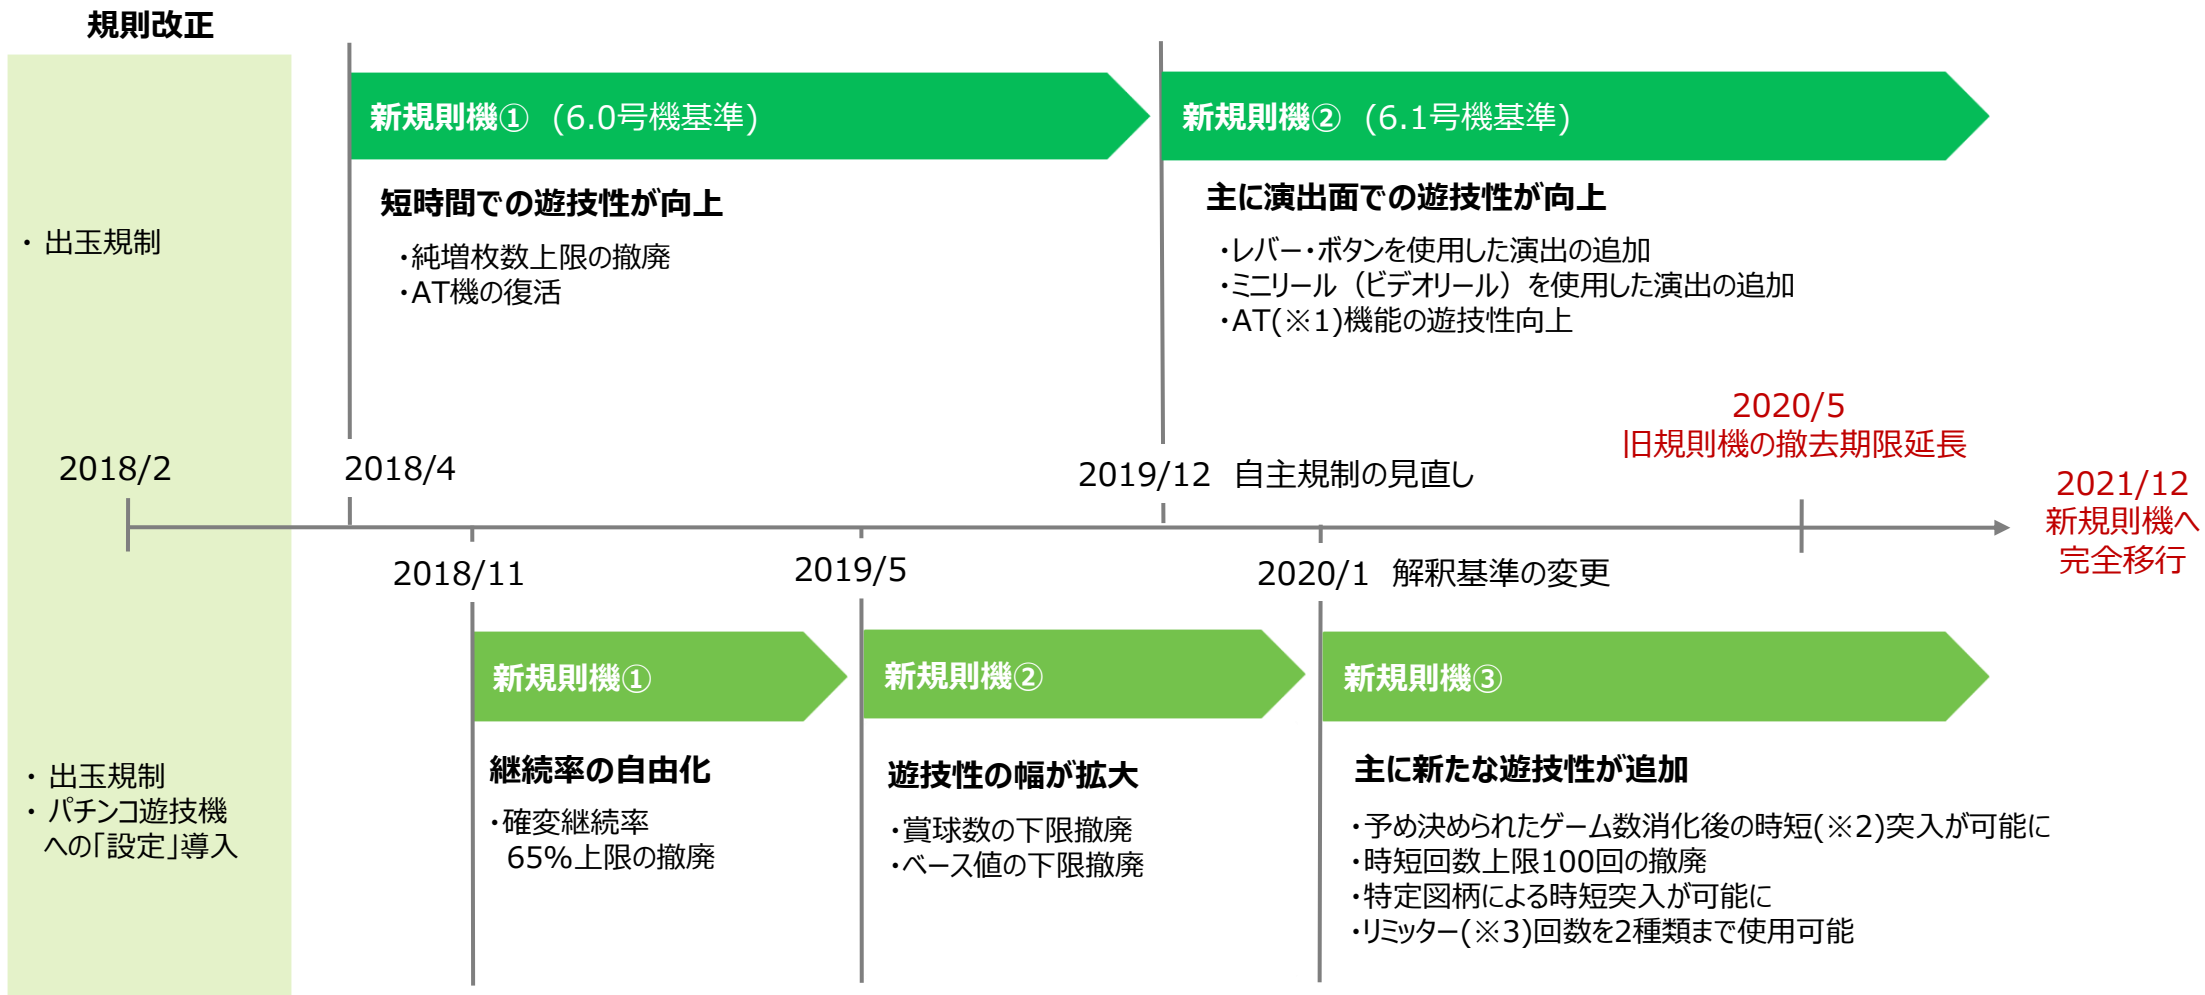 規則改正
新規則機① (6.0号機基準)
新規則機② (6.1号機基準)
・ 出玉規制
短時間での遊技性が向上
・純増枚数上限の撤廃
・AT機の復活
主に演出面での遊技性が向上
・レバー・ボタンを使用した演出の追加
・ミニリール（ビデオリール）を使用した演出の追加
・AT(※1)機能の遊技性向上
2020/5
旧規則機の撤去期限延長
2018/2
2018/4
2019/12 自主規制の見直し
2021/12
新規則機へ
完全移行
2018/11
2019/5
2020/1 解釈基準の変更
新規則機①
新規則機②
新規則機③
・ 出玉規制
・ パチンコ遊技機
への「設定」導入
継続率の自由化
・確変継続率
65%上限の撤廃
遊技性の幅が拡大
・賞球数の下限撤廃
・ベース値の下限撤廃
主に新たな遊技性が追加
・予め決められたゲーム数消化後の時短(※2)突入が可能に
・時短回数上限100回の撤廃
・特定図柄による時短突入が可能に
・リミッター(※3)回数を2種類まで使用可能